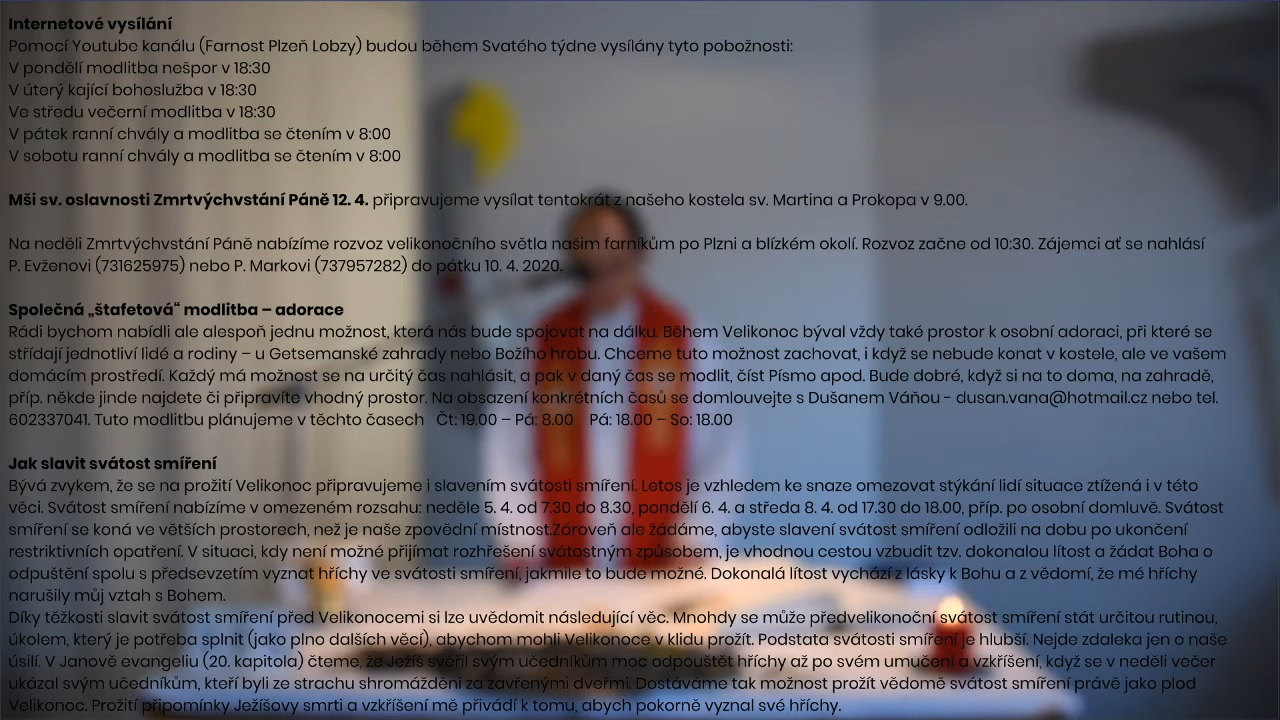 Internetové vysílání
Pomocí Youtube kanálu (Farnost Plzeň Lobzy) budou během Svatého týdne vysílány tyto pobožnosti:
V pondělí modlitba nešpor v 18:30
V úterý kající bohoslužba v 18:30
Ve středu večerní modlitba v 18:30
V pátek ranní chvály a modlitba se čtením v 8:00
V sobotu ranní chvály a modlitba se čtením v 8:00
Mši sv. oslavnosti Zmrtvýchvstání Páně 12. 4. připravujeme vysílat tentokrát z našeho kostela sv. Martina a Prokopa v 9.00.
Na neděli Zmrtvýchvstání Páně nabízíme rozvoz velikonočního světla našim farníkům po Plzni a blízkém okolí. Rozvoz začne od 10:30. Zájemci ať se nahlásí
P. Evženovi (731625975) nebo P. Markovi (737957282) do pátku 10. 4. 2020.
Společná „štafetová“ modlitba – adorace
Rádi bychom nabídli ale alespoň jednu možnost, která nás bude spojovat na dálku. Během Velikonoc býval vždy také prostor k osobní adoraci, při které se
střídají jednotliví lidé a rodiny – u Getsemanské zahrady nebo Božího hrobu. Chceme tuto možnost zachovat, i když se nebude konat v kostele, ale ve vašem
domácím prostředí. Každý má možnost se na určitý čas nahlásit, a pak v daný čas se modlit, číst Písmo apod. Bude dobré, když si na to doma, na zahradě,
příp. někde jinde najdete či připravíte vhodný prostor. Na obsazení konkrétních časů se domlouvejte s Dušanem Váňou - dusan.vana@hotmail.cz nebo tel.
602337041. Tuto modlitbu plánujeme v těchto časech Čt: 19.00 – Pá: 8.00 Pá: 18.00 – So: 18.00
Jak slavit svátost smíření
Bývá zvykem, že se na prožití Velikonoc připravujeme i slavením svátosti smíření. Letos je vzhledem ke snaze omezovat stýkání lidí situace ztížená i v této
věci. Svátost smíření nabízíme v omezeném rozsahu: neděle 5. 4. od 7.30 do 8.30, pondělí 6. 4. a středa 8. 4. od 17.30 do 18.00, příp. po osobní domluvě. Svátost
smíření se koná ve větších prostorech, než je naše zpovědní místnost.Zároveň ale žádáme, abyste slavení svátost smíření odložili na dobu po ukončení
restriktivních opatření. V situaci, kdy není možné přijímat rozhřešení svátostným způsobem, je vhodnou cestou vzbudit tzv. dokonalou lítost a žádat Boha o
odpuštění spolu s předsevzetím vyznat hříchy ve svátosti smíření, jakmile to bude možné. Dokonalá lítost vychází z lásky k Bohu a z vědomí, že mé hříchy
narušily můj vztah s Bohem.
Díky těžkosti slavit svátost smíření před Velikonocemi si lze uvědomit následující věc. Mnohdy se může předvelikonoční svátost smíření stát určitou rutinou,
úkolem, který je potřeba splnit (jako plno dalších věcí), abychom mohli Velikonoce v klidu prožít. Podstata svátosti smíření je hlubší. Nejde zdaleka jen o naše
úsilí. V Janově evangeliu (20. kapitola) čteme, že Ježíš svěřil svým učedníkům moc odpouštět hříchy až po svém umučení a vzkříšení, když se v neděli večer
ukázal svým učedníkům, kteří byli ze strachu shromážděni za zavřenými dveřmi. Dostáváme tak možnost prožít vědomě svátost smíření právě jako plod
Velikonoc. Prožití připomínky Ježíšovy smrti a vzkříšení mě přivádí k tomu, abych pokorně vyznal své hříchy.